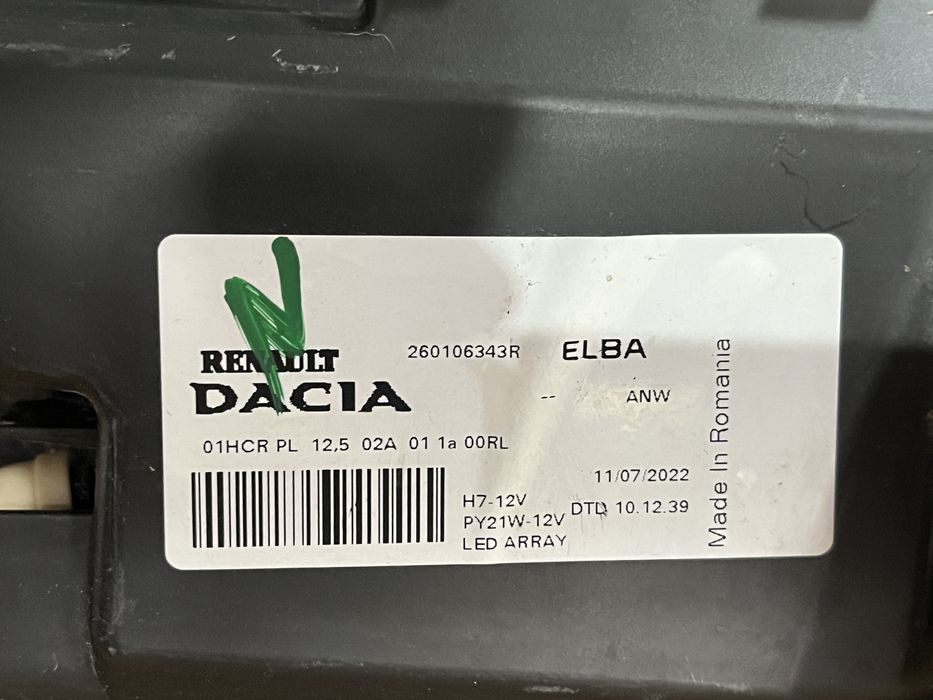 RENAULT 260106343R ELBA
DACIA -- ANW
01HCR PL 12,5 02A 01 1a 00RL
11/07/2022
H7-12V
PY21W-12V DTD 10.12.39
LED ARRAY
Made In Romania